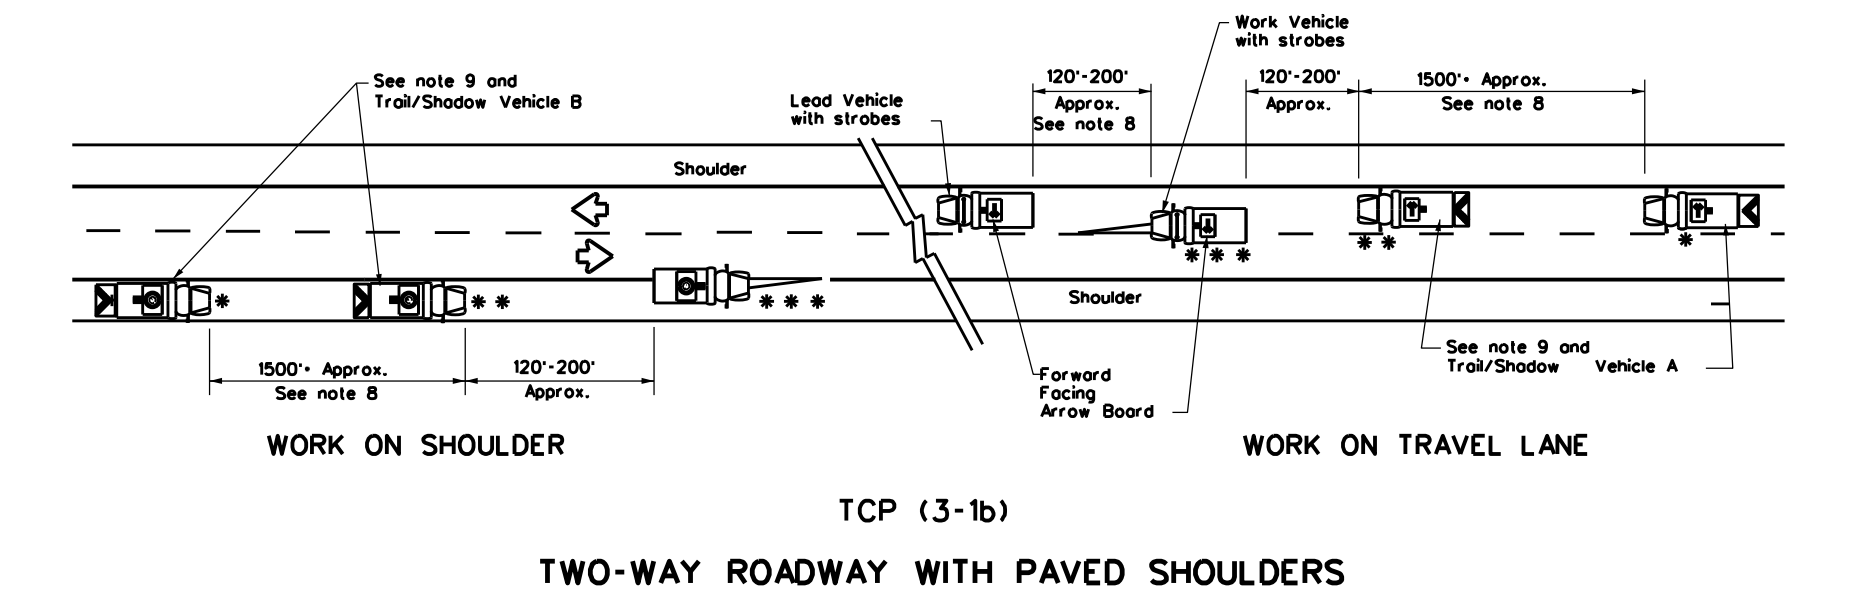 Work Vehicle
with strobes
See note 9 and
Trail/Shadow Vehicle B
Lead Vehicle
with strobes
120'-200'
Approx.
See note 8
120'-200'
Approx.
1500'± Approx.
See note 8
Shoulder
* * * * * *
* * * * * *
Shoulder
1500'± Approx.
See note 8
120'-200'
Approx.
Forward
Facing
Arrow Board
See note 9 and
Trail/Shadow Vehicle A
WORK ON SHOULDER
WORK ON TRAVEL LANE
TCP (3-1b)
TWO-WAY ROADWAY WITH PAVED SHOULDERS